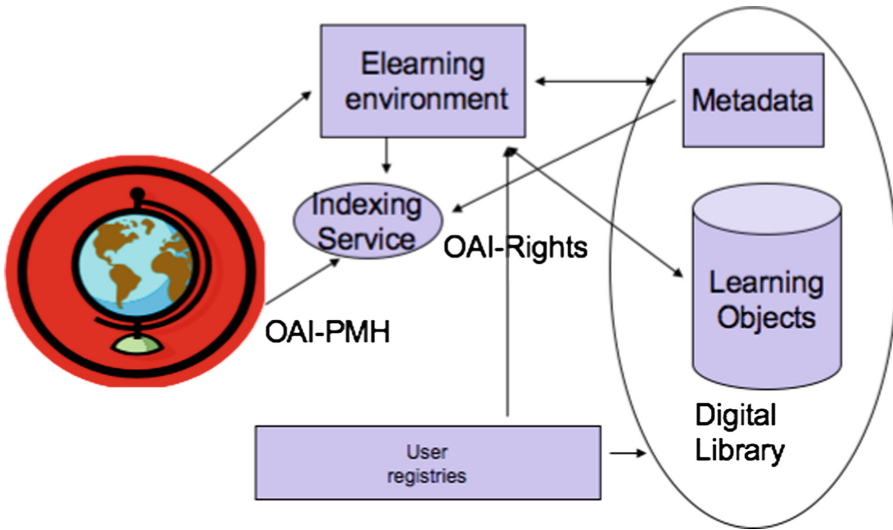 Elearning
environment
Metadata
Indexing
Service
OAI-Rights
OAI-PMH
Learning
Objects
Digital
Library
User
registries